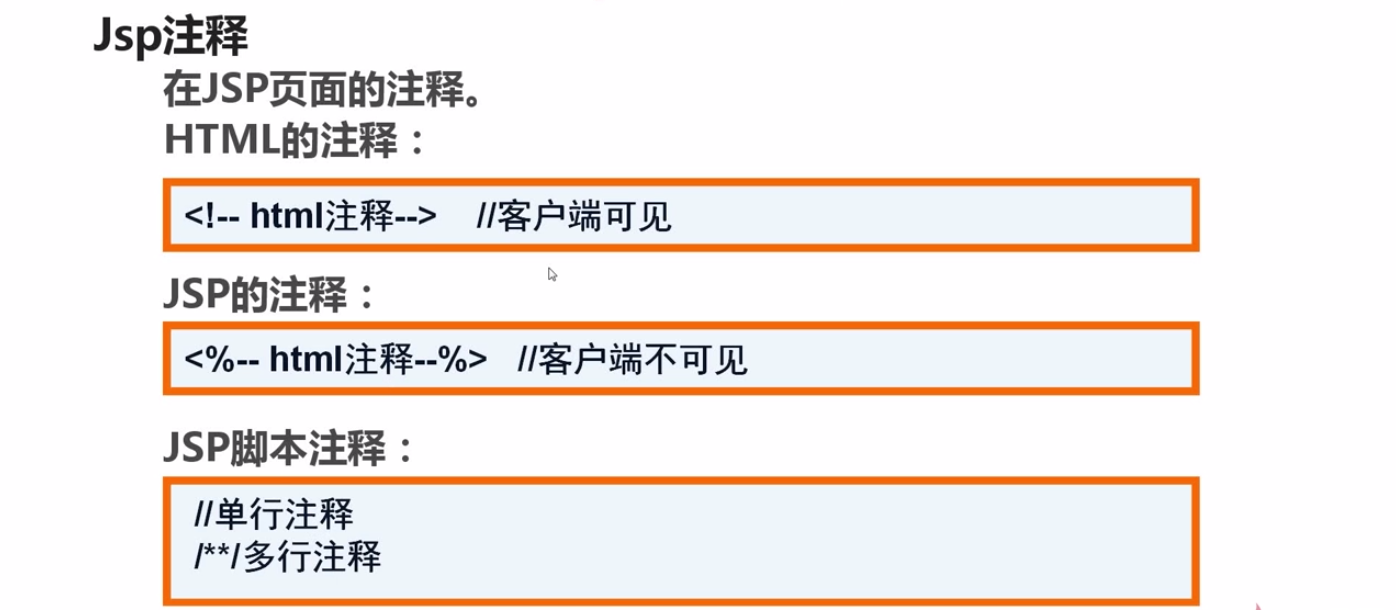 Jsp注释
在JSP页面的注释。
HTML的注释：
<!-- html注释-->    //客户端可见
JSP的注释：
<%-- html注释--%>   //客户端不可见
JSP脚本注释：
//单行注释
/**/多行注释